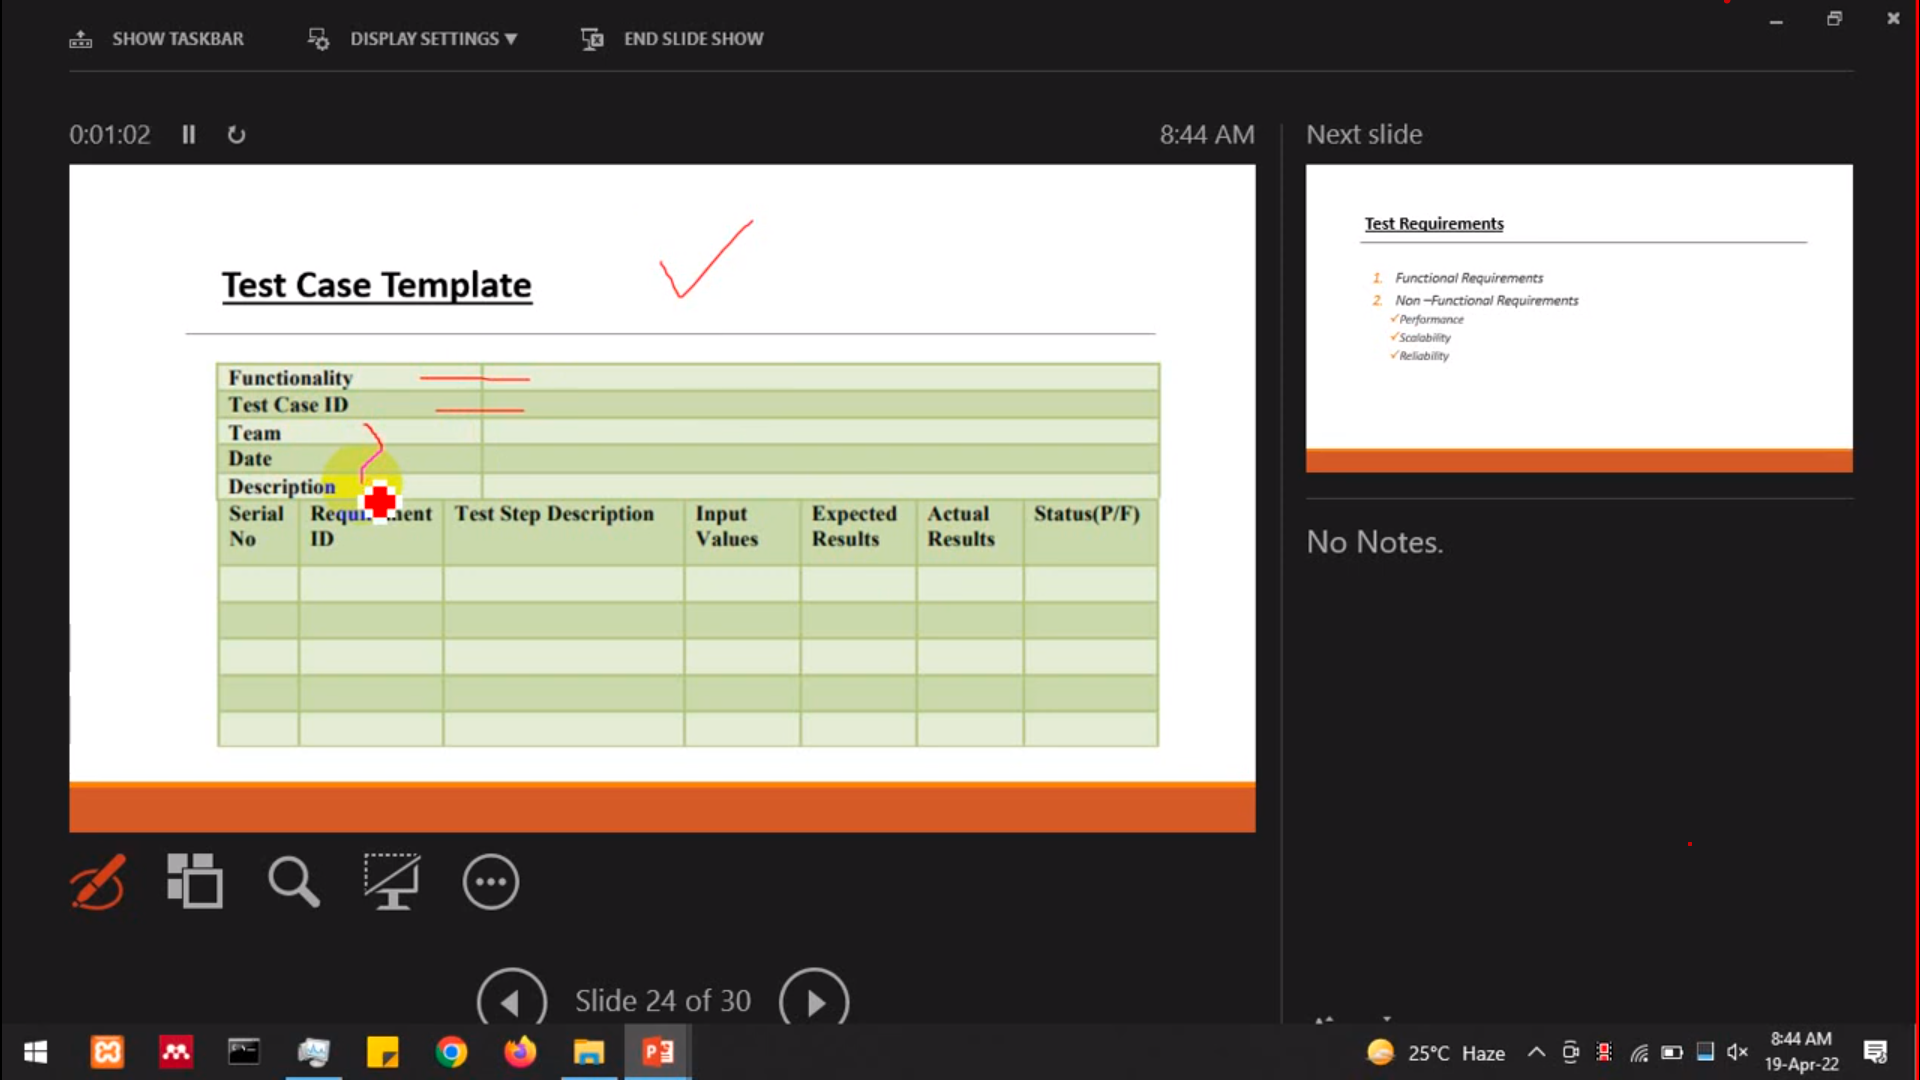 SHOW TASKBAR DISPLAY SETTINGS ▼ END SLIDE SHOW
0:01:02 8:44 AM
Test Case Template
Functionality
Test Case ID
Team
Date
Description
Serial No Requirement ID Test Step Description Input Values Expected Results Actual Results Status(P/F)
Slide 24 of 30
Next slide
Test Requirements
1. Functional Requirements
2. Non –Functional Requirements
✓Performance
✓Scalability
✓Reliability
No Notes.
25°C Haze
8:44 AM
19-Apr-22